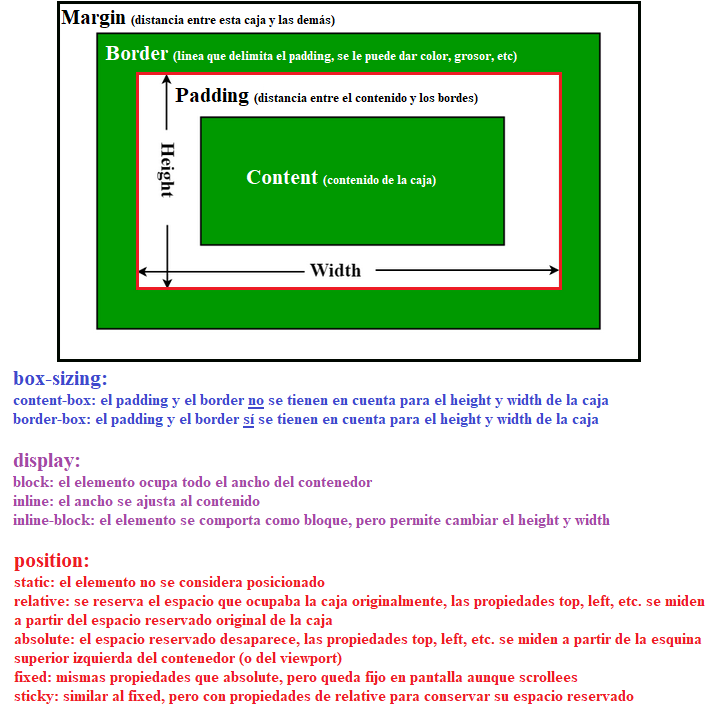 Margin (distancia entre esta caja y las demás)
Border (linea que delimita el padding, se le puede dar color, grosor, etc)
Padding (distancia entre el contenido y los bordes)
Height
Content (contenido de la caja)
Width
box-sizing:
content-box: el padding y el border no se tienen en cuenta para el height y width de la caja
border-box: el padding y el border sí se tienen en cuenta para el height y width de la caja
display:
block: el elemento ocupa todo el ancho del contenedor
inline: el ancho se ajusta al contenido
inline-block: el elemento se comporta como bloque, pero permite cambiar el height y width
position:
static: el elemento no se considera posicionado
relative: se reserva el espacio que ocupaba la caja originalmente, las propiedades top, left, etc. se miden
a partir del espacio reservado original de la caja
absolute: el espacio reservado desaparece, las propiedades top, left, etc. se miden a partir de la esquina
superior izquierda del contenedor (o del viewport)
fixed: mismas propiedades que absolute, pero queda fijo en pantalla aunque scrollees
sticky: similar al fixed, pero con propiedades de relative para conservar su espacio reservado